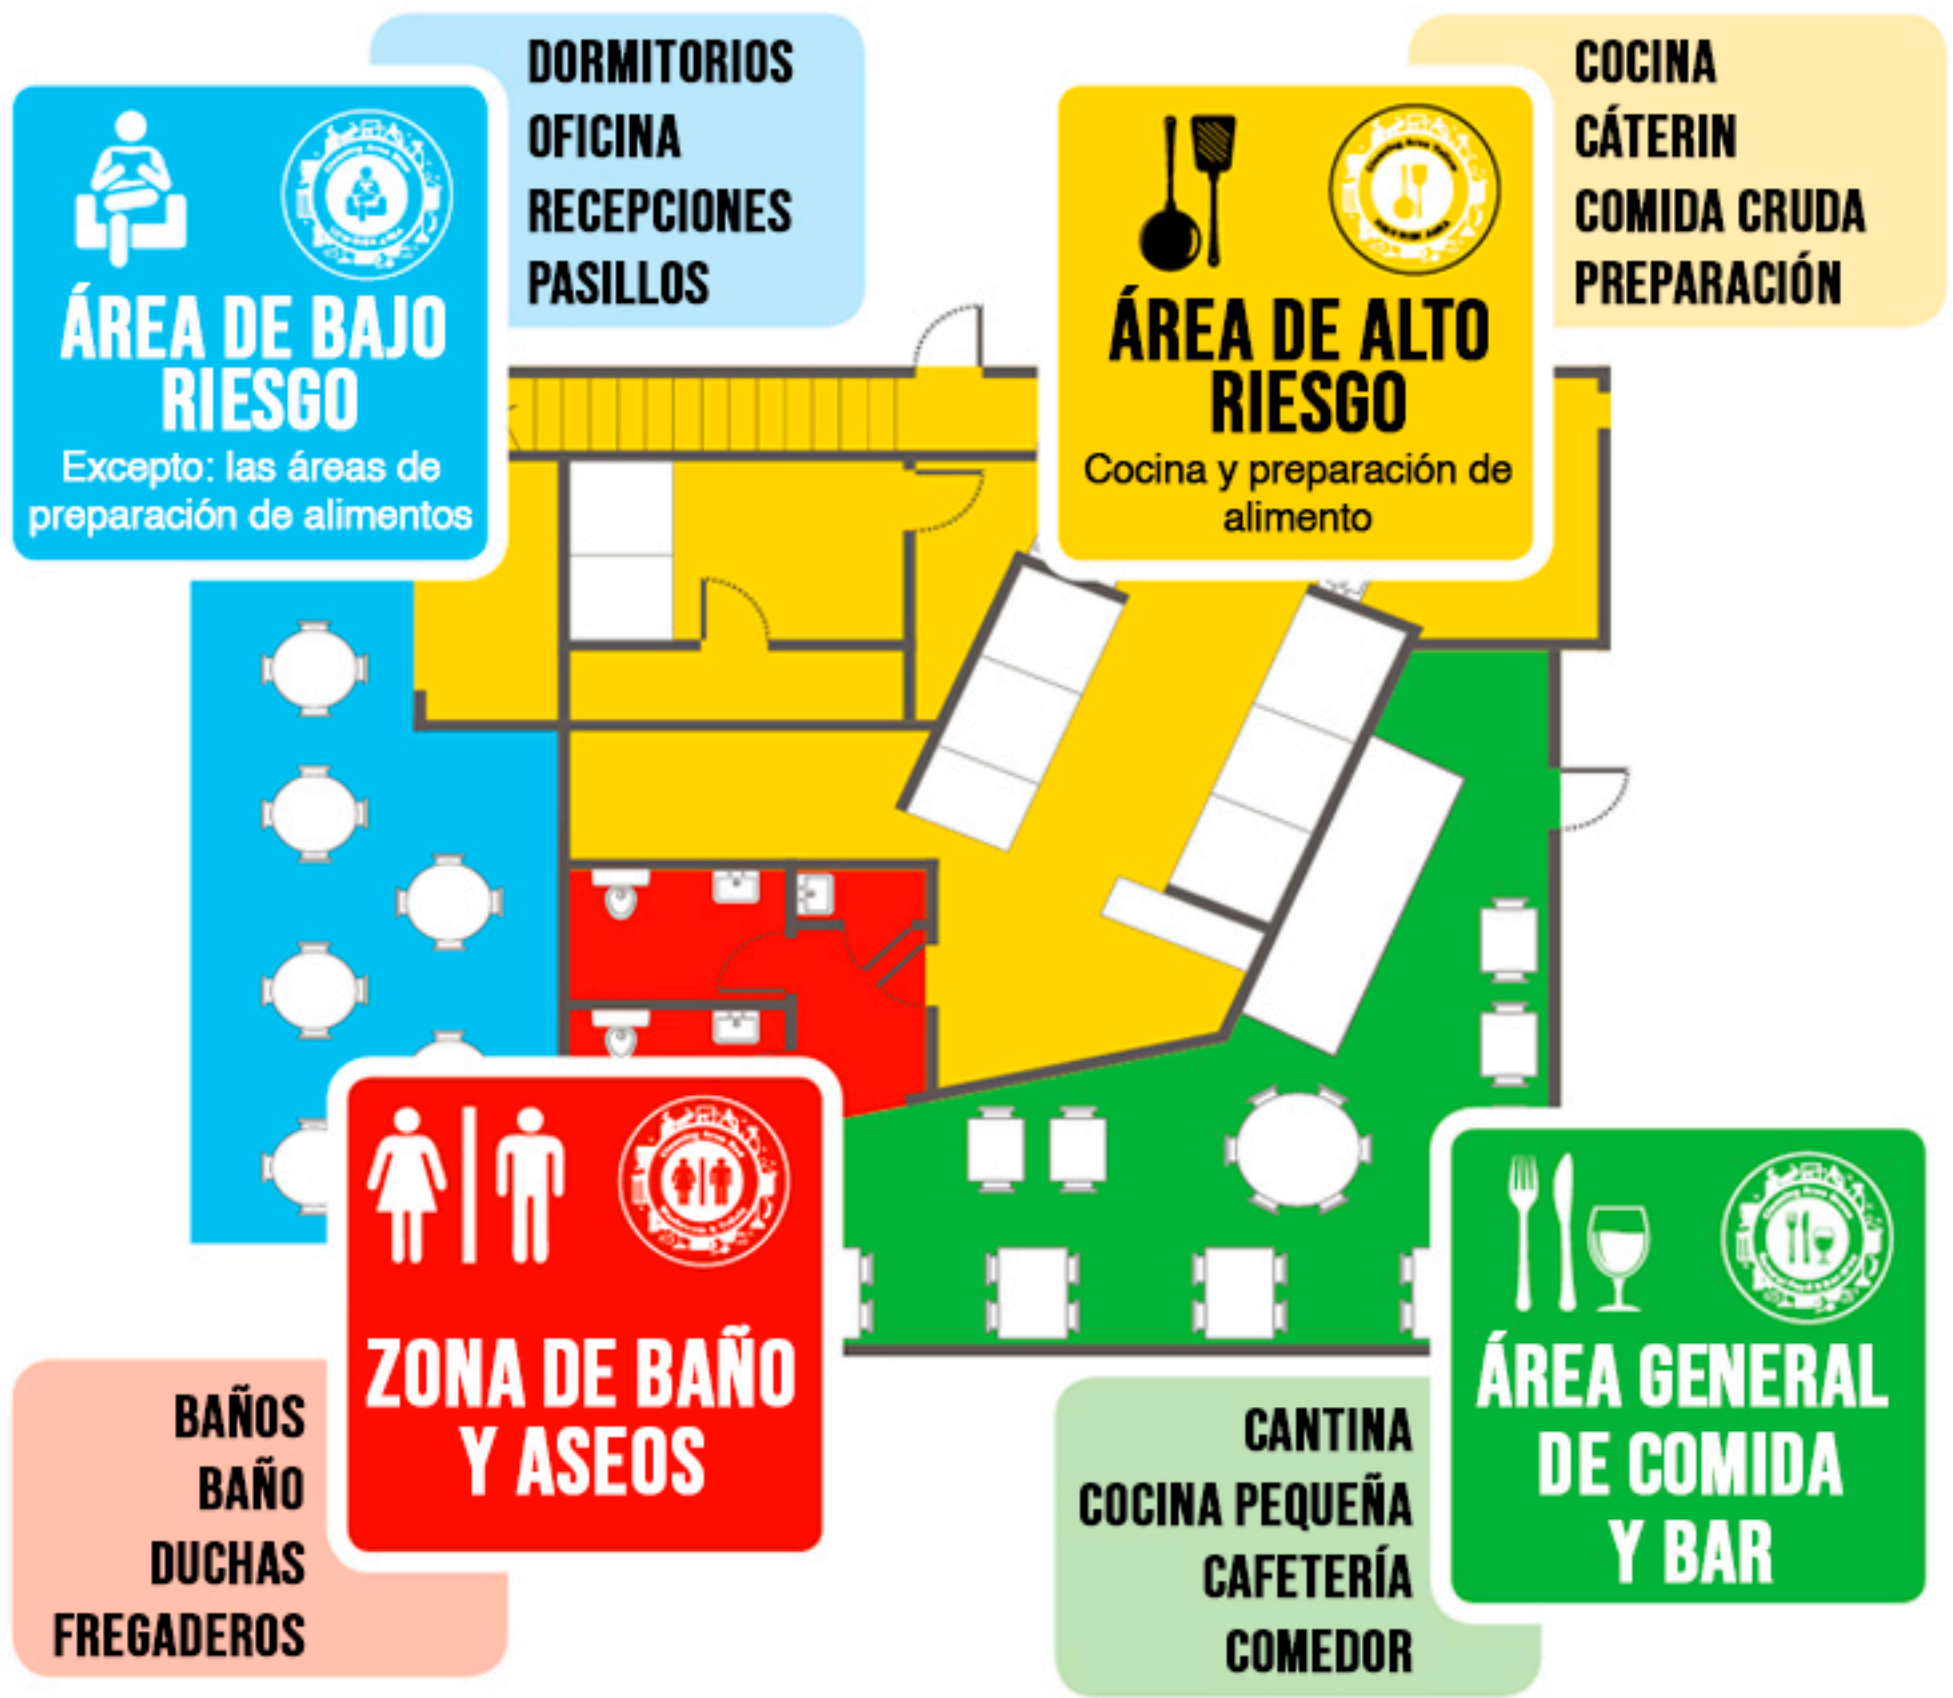 DORMITORIOS
OFICINA
RECEPCIONES
PASILLOS
ÁREA DE BAJO
RIESGO
Excepto: las áreas de
preparación de alimentos
COCINA
CÁTERIN
COMIDA CRUDA
PREPARACIÓN
ÁREA DE ALTO
RIESGO
Cocina y preparación de
alimento
ZONA DE BAÑO
Y ASEOS
BAÑOS
BAÑO
DUCHAS
FREGADEROS
ÁREA GENERAL
DE COMIDA
Y BAR
CANTINA
COCINA PEQUEÑA
CAFETERÍA
COMEDOR